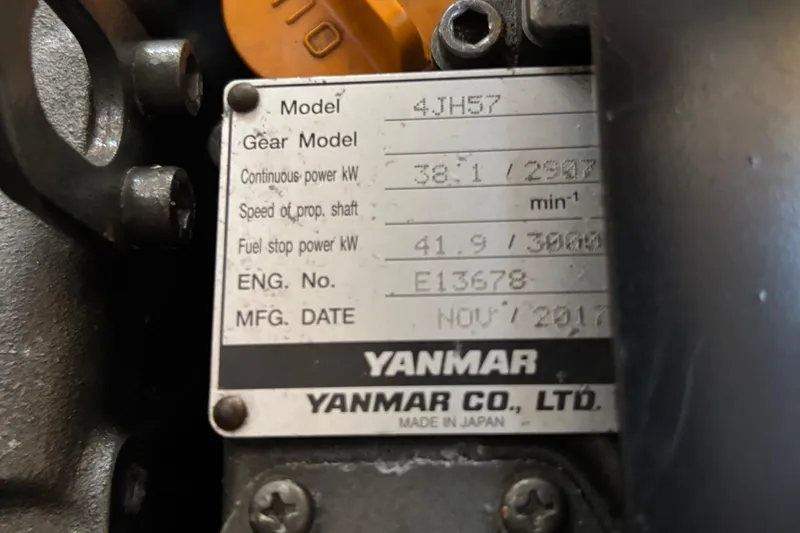 OIL
Model 4JH57
Gear Model
Continuous power kW 38.1 / 2907
Speed of prop. shaft min-1
Fuel stop power kW 41.9 / 3000
ENG. No. E13678
MFG. DATE NOV / 2017
YANMAR
YANMAR CO., LTD.
MADE IN JAPAN